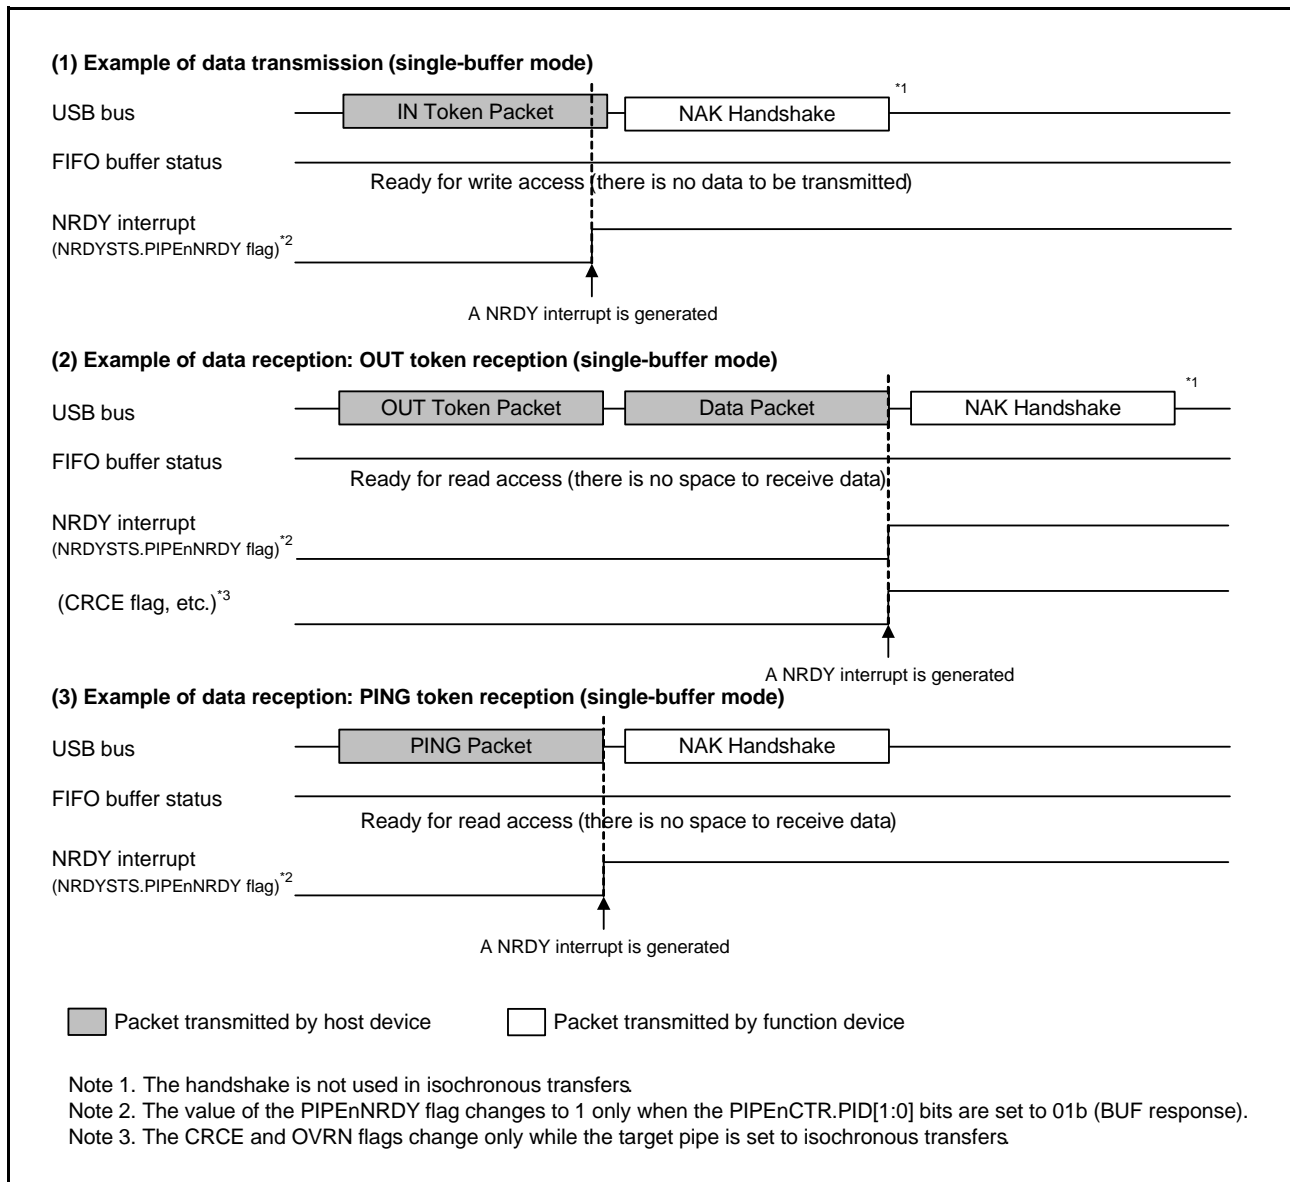 (1) Example of data transmission (single-buffer mode)
USB bus
IN Token Packet
NAK Handshake
*1
FIFO buffer status
Ready for write access (there is no data to be transmitted)
NRDY interrupt
(NRDYSTS.PIPEnNRDY flag)*2
A NRDY interrupt is generated
(2) Example of data reception: OUT token reception (single-buffer mode)
USB bus
OUT Token Packet
Data Packet
NAK Handshake
*1
FIFO buffer status
Ready for read access (there is no space to receive data)
NRDY interrupt
(NRDYSTS.PIPEnNRDY flag)*2
(CRCE flag, etc.)*3
A NRDY interrupt is generated
(3) Example of data reception: PING token reception (single-buffer mode)
USB bus
PING Packet
NAK Handshake
FIFO buffer status
Ready for read access (there is no space to receive data)
NRDY interrupt
(NRDYSTS.PIPEnNRDY flag)*2
A NRDY interrupt is generated
Packet transmitted by host device
Packet transmitted by function device
Note 1. The handshake is not used in isochronous transfers.
Note 2. The value of the PIPEnNRDY flag changes to 1 only when the PIPEnCTR.PID[1:0] bits are set to 01b (BUF response).
Note 3. The CRCE and OVRN flags change only while the target pipe is set to isochronous transfers.